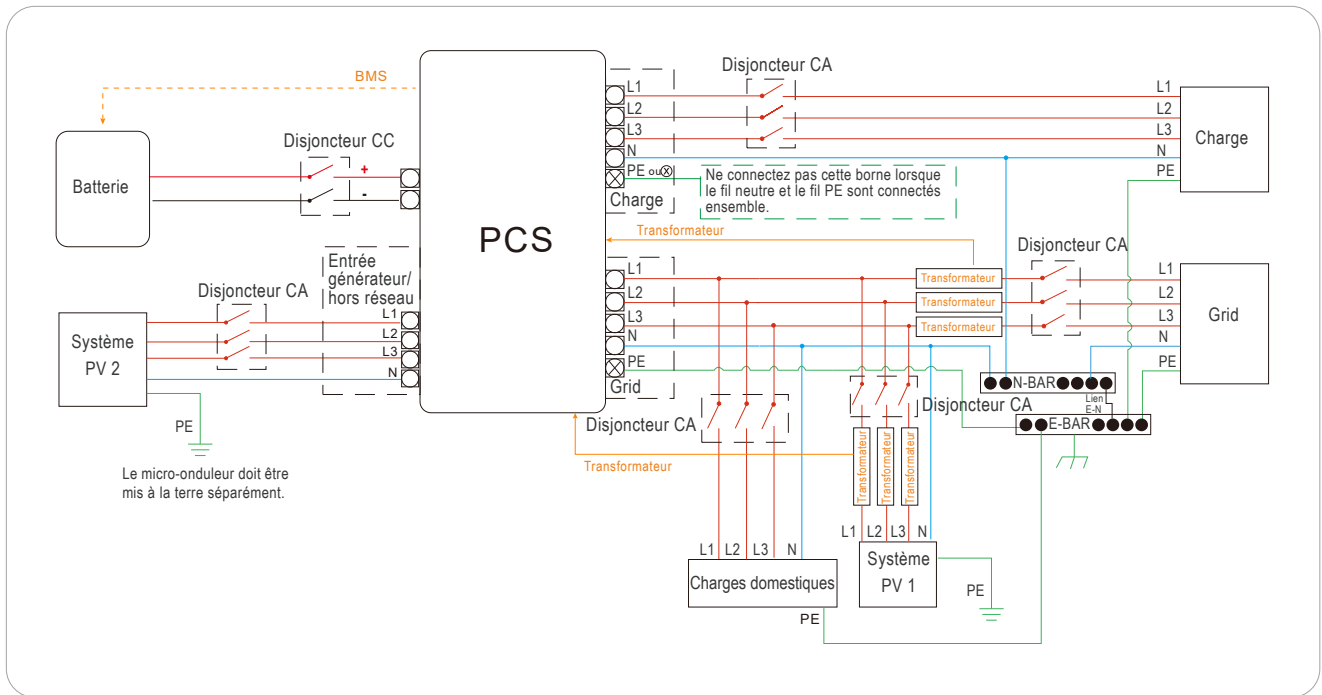 BMS
Batterie
Disjoncteur CC
+
-
PCS
L1
L2
L3
N
PE ou
Charge
Disjoncteur CA
L1
L2
L3
N
PE
Charge
Ne connectez pas cette borne lorsque
le fil neutre et le fil PE sont connectés
ensemble.
Transformateur
Entrée
générateur/
hors réseau
L1
L2
L3
N
Disjoncteur CA
Système
PV 2
PE
Le micro-onduleur doit être
mis à la terre séparément.
L1
L2
L3
N
PE
Grid
Transformateur
Transformateur
Transformateur
Disjoncteur CA
L1
L2
L3
N
PE
Grid
N-BAR
Lien
E-N
E-BAR
Disjoncteur CA
Disjoncteur CA
Transformateur
Transformateur
Transformateur
Transformateur
L1
L2
L3
N
Charges domestiques
PE
L1
L2
L3
N
Système
PV 1
PE